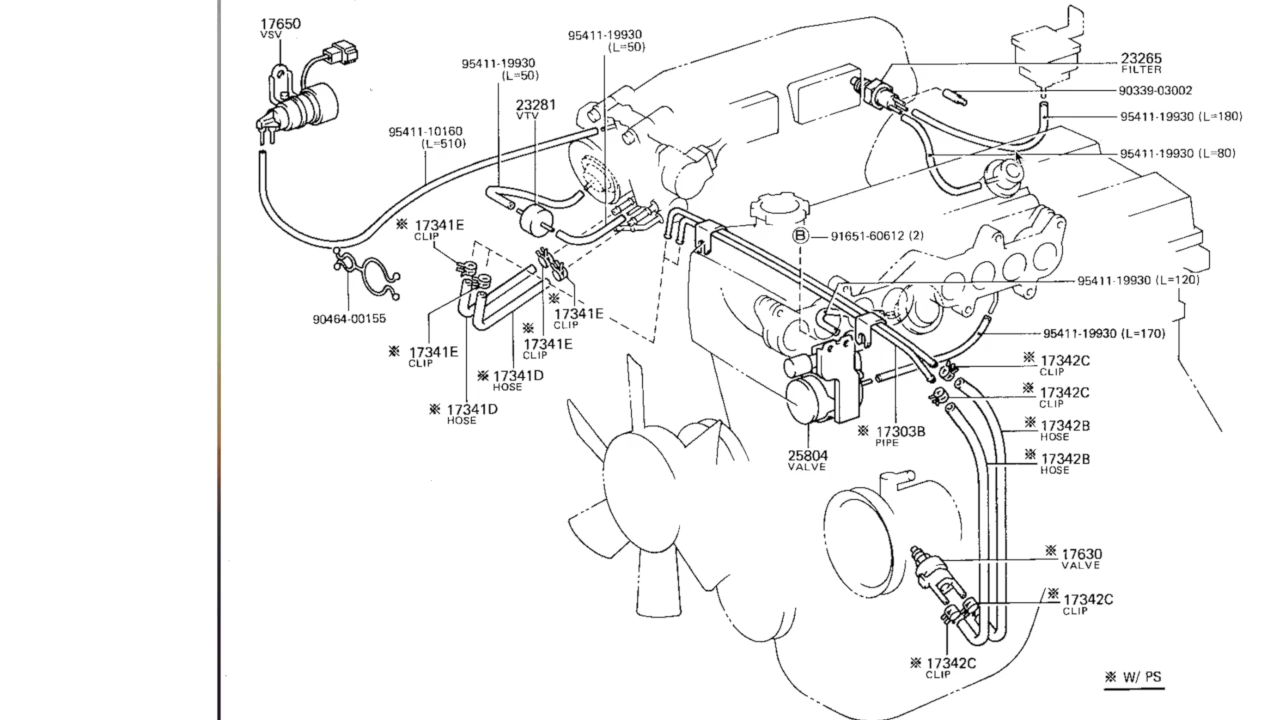 17650
VSV
95411-19930
(L=50)
95411-19930
(L=50)
23281
VTV
95411-10160
(L=510)
23265
FILTER
90339-03002
95411-19930 (L=180)
95411-19930 (L=80)
※ 17341E
CLIP
B
91651-60612 (2)
90464-00155
95411-19930 (L=120)
※
17341E
CLIP
※
17341E
CLIP
95411-19930 (L=170)
※ 17341E
CLIP
※ 17342C
CLIP
※ 17341D
HOSE
※ 17342C
CLIP
※ 17341D
HOSE
※ 17342B
HOSE
※ 17303B
PIPE
25804
VALVE
※ 17342B
HOSE
※ 17630
VALVE
※
17342C
CLIP
※ 17342C
CLIP
※ W/ PS